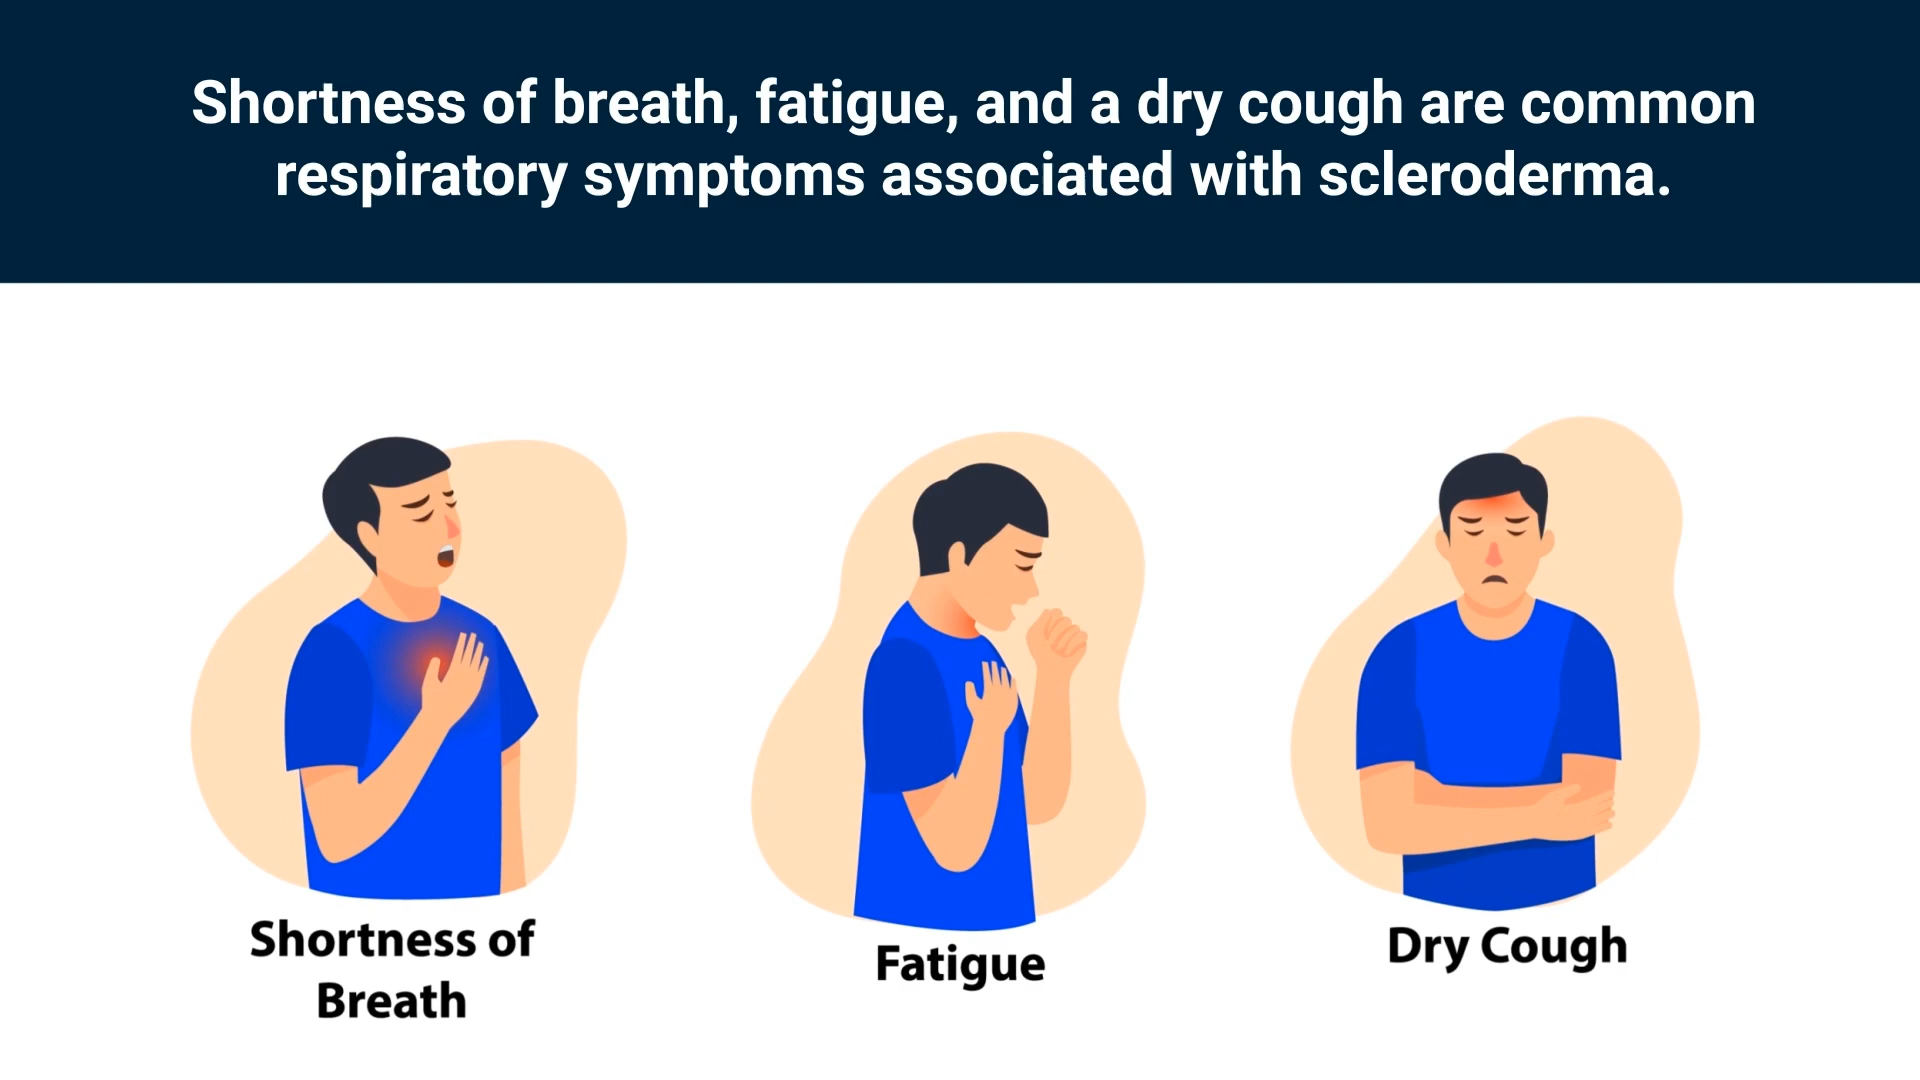 Shortness of breath, fatigue, and a dry cough are common
respiratory symptoms associated with scleroderma.
Shortness of
Breath
Fatigue
Dry Cough